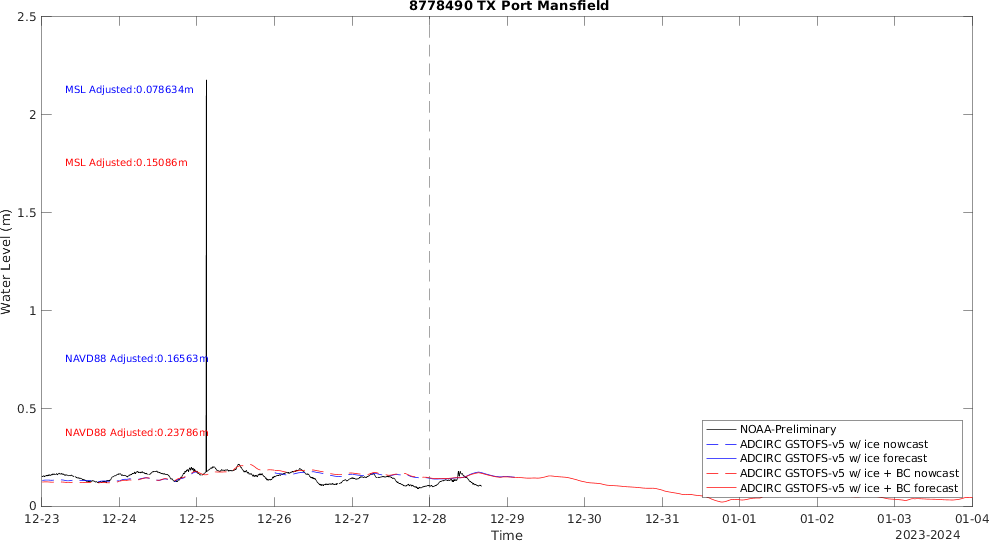 8778490 TX Port Mansfield
2.5
2
1.5
1
0.5
0
Water Level (m)
MSL Adjusted:0.078634m
MSL Adjusted:0.15086m
NAVD88 Adjusted:0.16563m
NAVD88 Adjusted:0.23786m
NOAA-Preliminary
ADCIRC GSTOFS-v5 w/ ice nowcast
ADCIRC GSTOFS-v5 w/ ice forecast
ADCIRC GSTOFS-v5 w/ ice + BC nowcast
ADCIRC GSTOFS-v5 w/ ice + BC forecast
12-23 12-24 12-25 12-26 12-27 12-28 12-29 12-30 12-31 01-01 01-02 01-03 01-04
Time
2023-2024